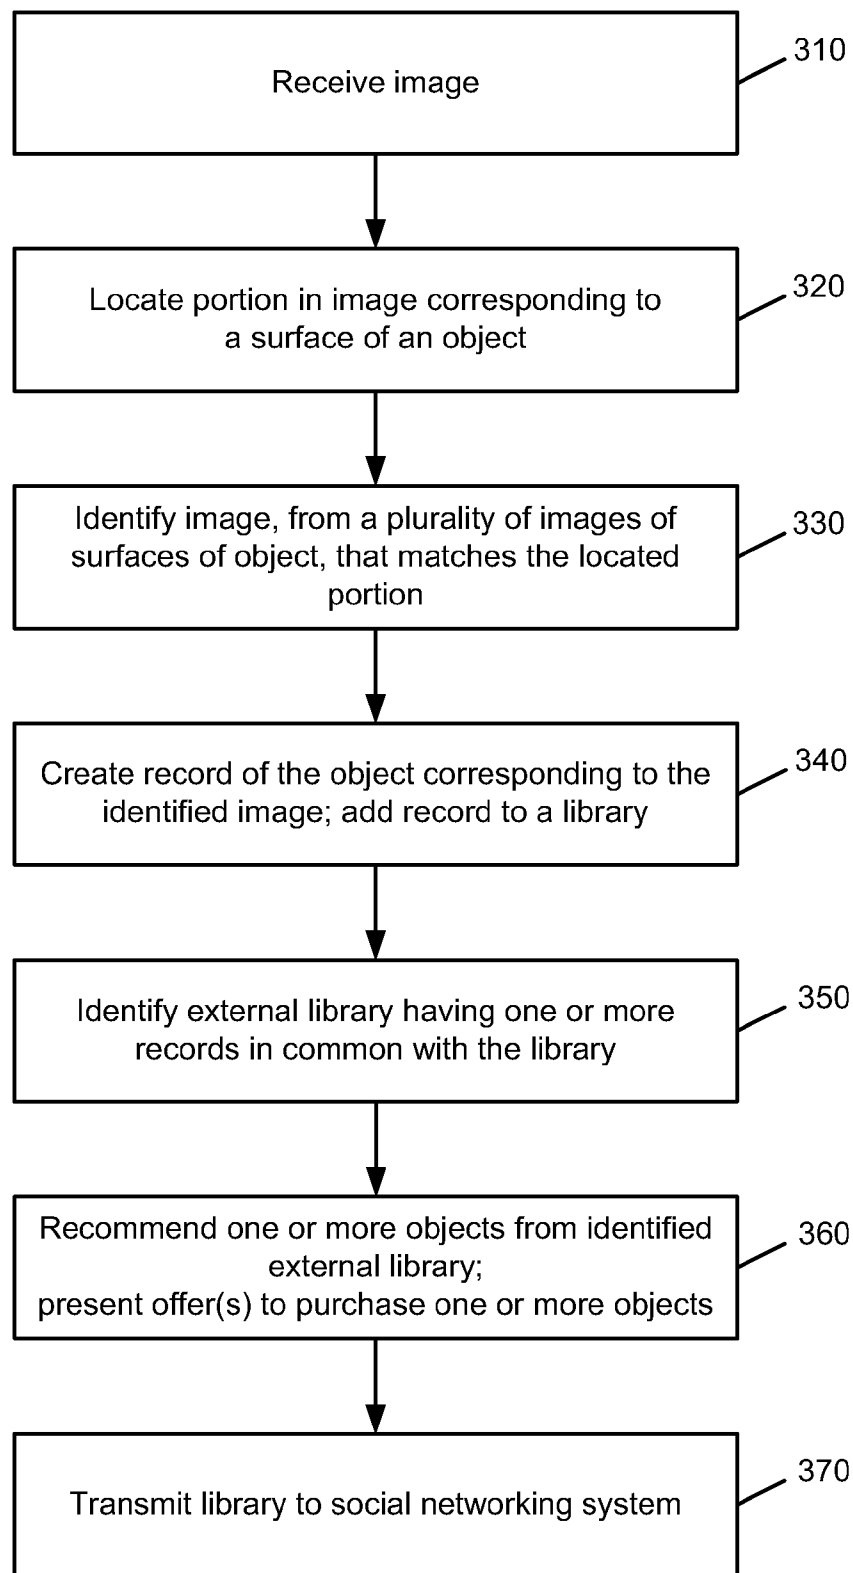 Receive image
310
Locate portion in image corresponding to
a surface of an object
320
Identify image, from a plurality of images of
surfaces of object, that matches the located
portion
330
Create record of the object corresponding to the
identified image; add record to a library
340
Identify external library having one or more
records in common with the library
350
Recommend one or more objects from identified
external library;
present offer(s) to purchase one or more objects
360
Transmit library to social networking system
370